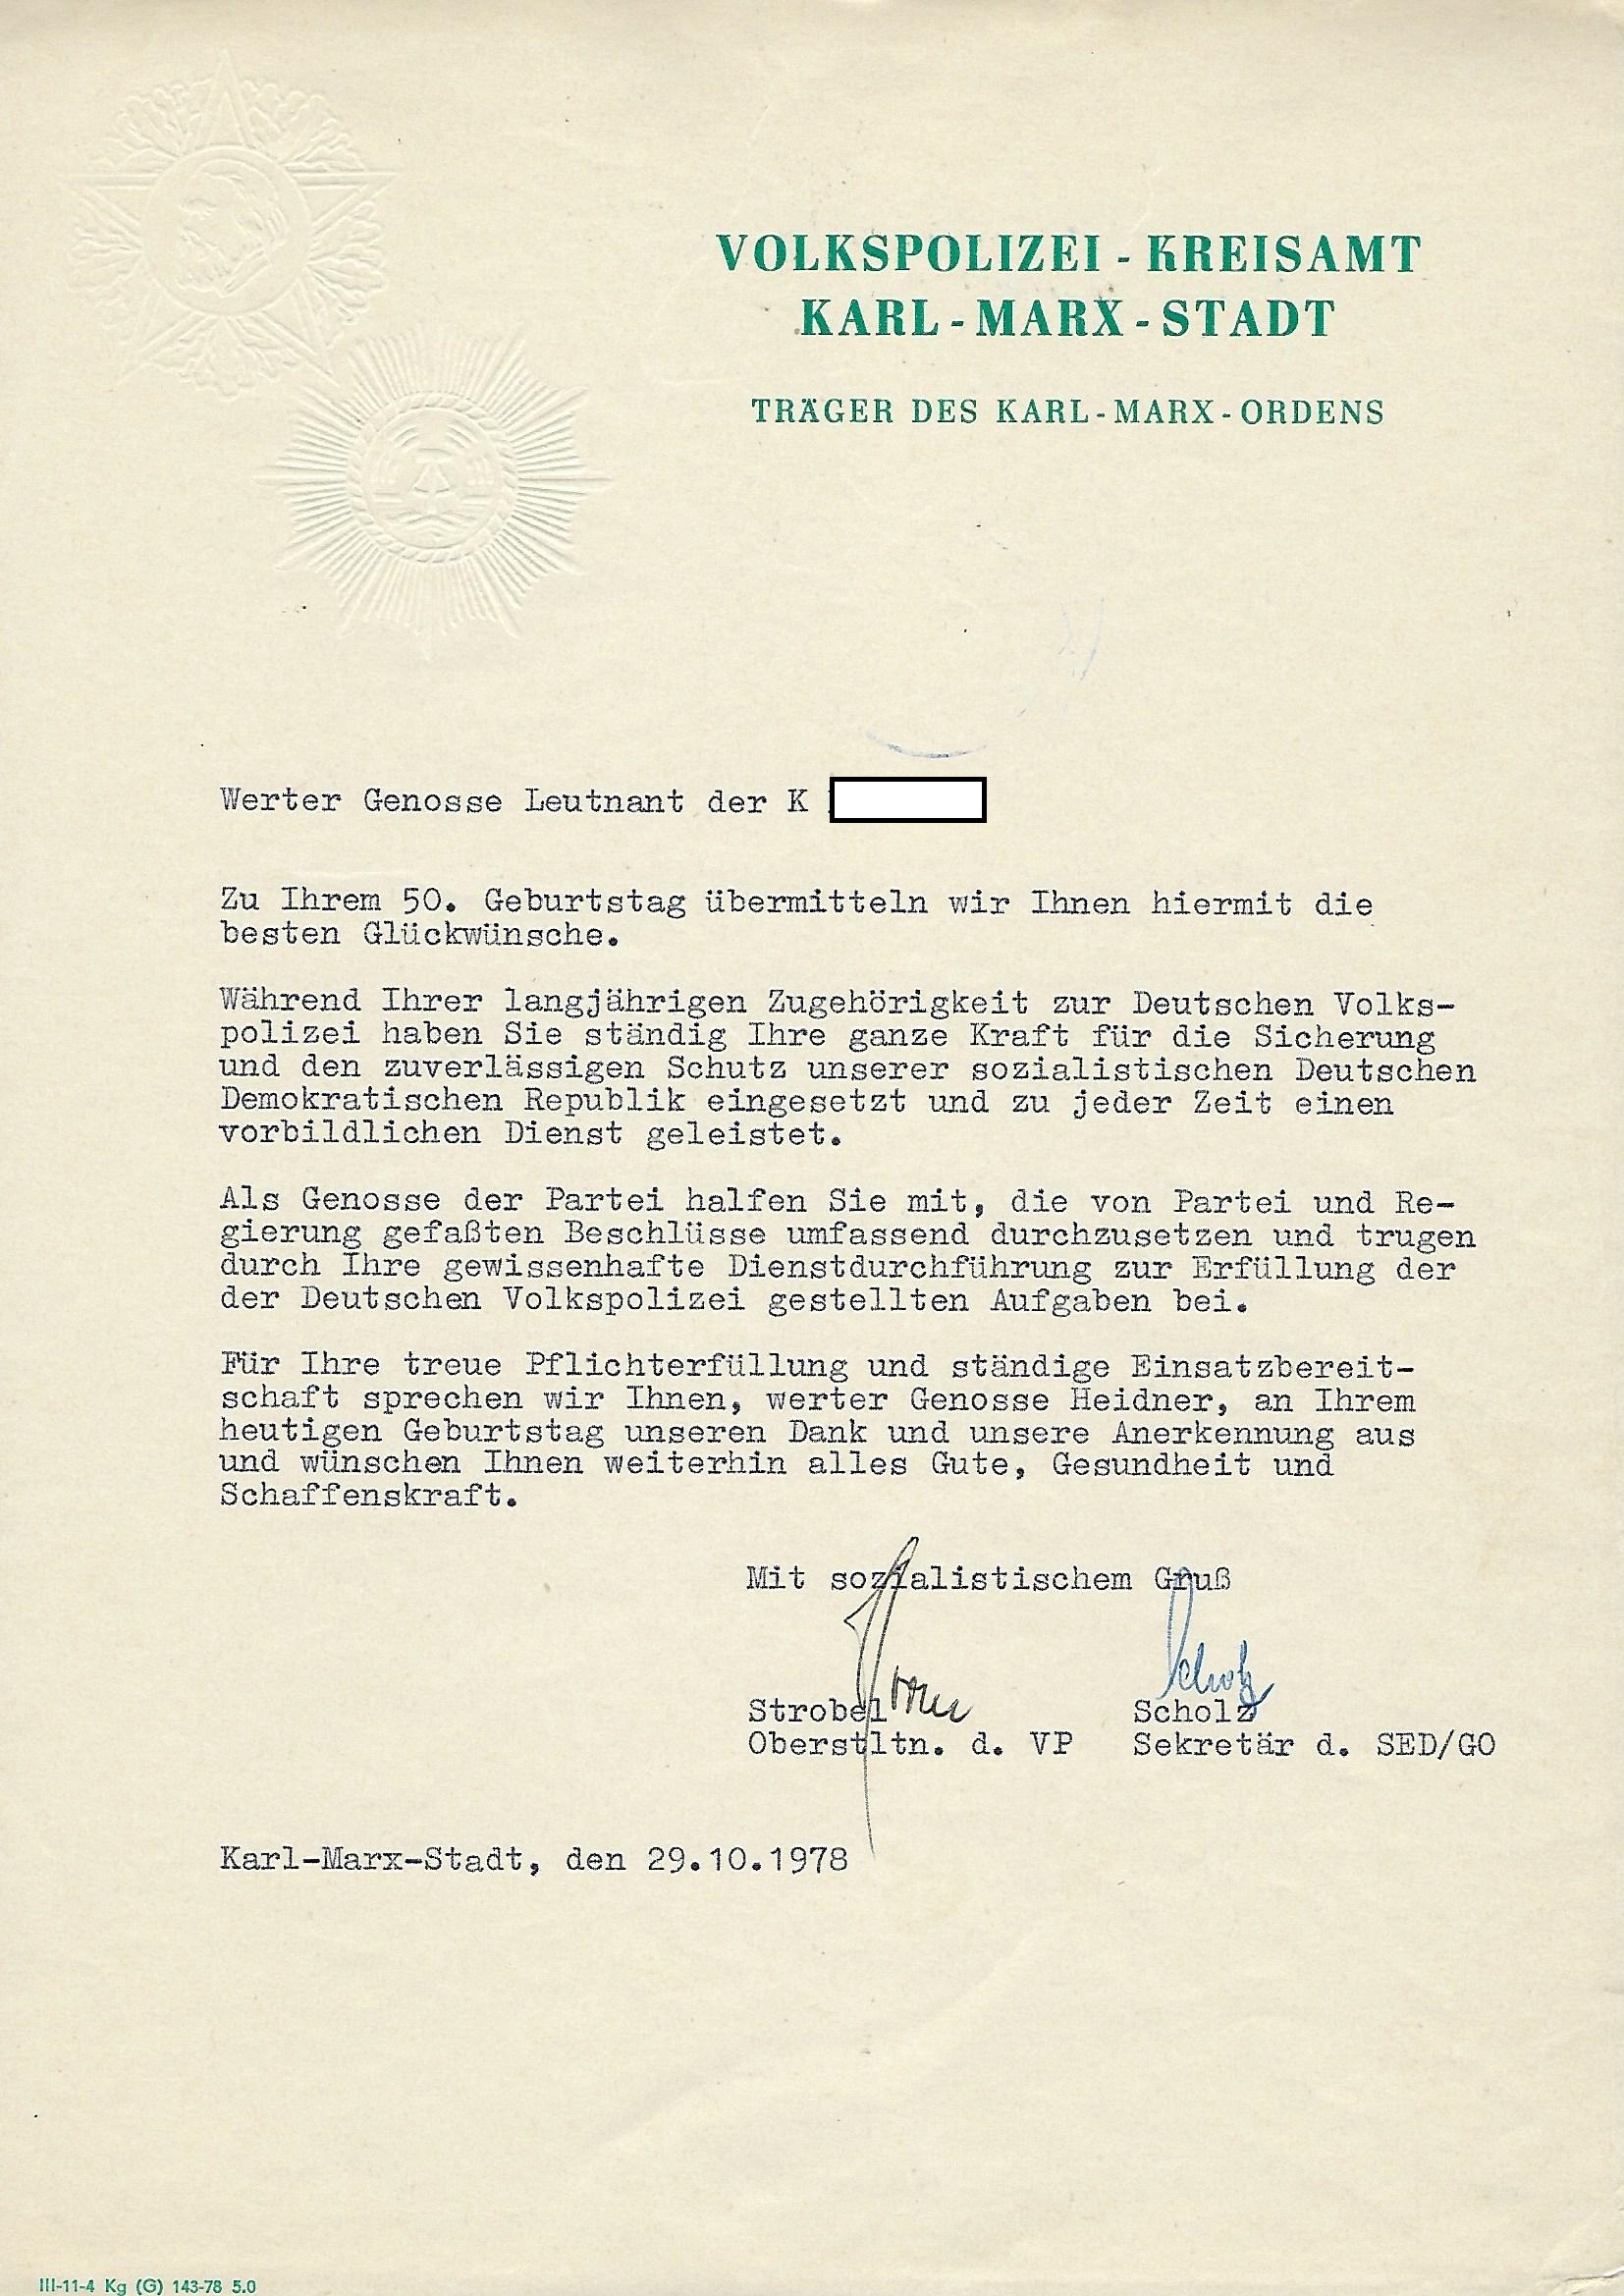 VOLKSPOLIZEI - KREISAMT
KARL - MARX - STADT
TRÄGER DES KARL - MARX - ORDENS
Werter Genosse Leutnant der K
Zu Ihrem 50. Geburtstag übermitteln wir Ihnen hiermit die
besten Glückwünsche.
Während Ihrer langjährigen Zugehörigkeit zur Deutschen Volks-
polizei haben Sie ständig Ihre ganze Kraft für die Sicherung
und den zuverlässigen Schutz unserer sozialistischen Deutschen
Demokratischen Republik eingesetzt und zu jeder Zeit einen
vorbildlichen Dienst geleistet.
Als Genosse der Partei halfen Sie mit, die von Partei und Re-
gierung gefaßten Beschlüsse umfassend durchzusetzen und trugen
durch Ihre gewissenhafte Dienstdurchführung zur Erfüllung der
der Deutschen Volkspolizei gestellten Aufgaben bei.
Für Ihre treue Pflichterfüllung und ständige Einsatzbereit-
schaft sprechen wir Ihnen, werter Genosse Heidner, an Ihrem
heutigen Geburtstag unseren Dank und unsere Anerkennung aus
und wünschen Ihnen weiterhin alles Gute, Gesundheit und
Schaffenskraft.
Mit sozialistischem Gruß
Scholz
Strobel Scholz
Oberstltn. d. VP Sekretär d. SED/GO
Karl-Marx-Stadt, den 29.10.1978
III-11-4 Kg (G) 143-78 5.0